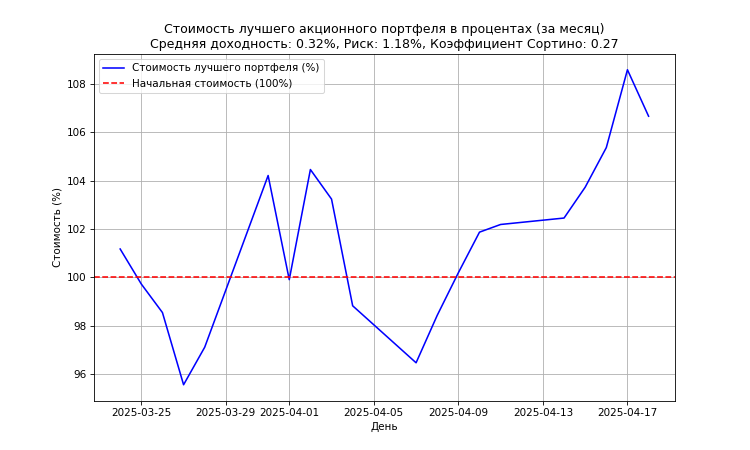 Стоимость лучшего акционного портфеля в процентах (за месяц)
Средняя доходность: 0.32%, Риск: 1.18%, Коэффициент Сортино: 0.27
Стоимость лучшего портфеля (%)
Начальная стоимость (100%)
Стоимость (%)
108
106
104
102
100
98
96
2025-03-25
2025-03-29
2025-04-01
2025-04-05
2025-04-09
2025-04-13
2025-04-17
День